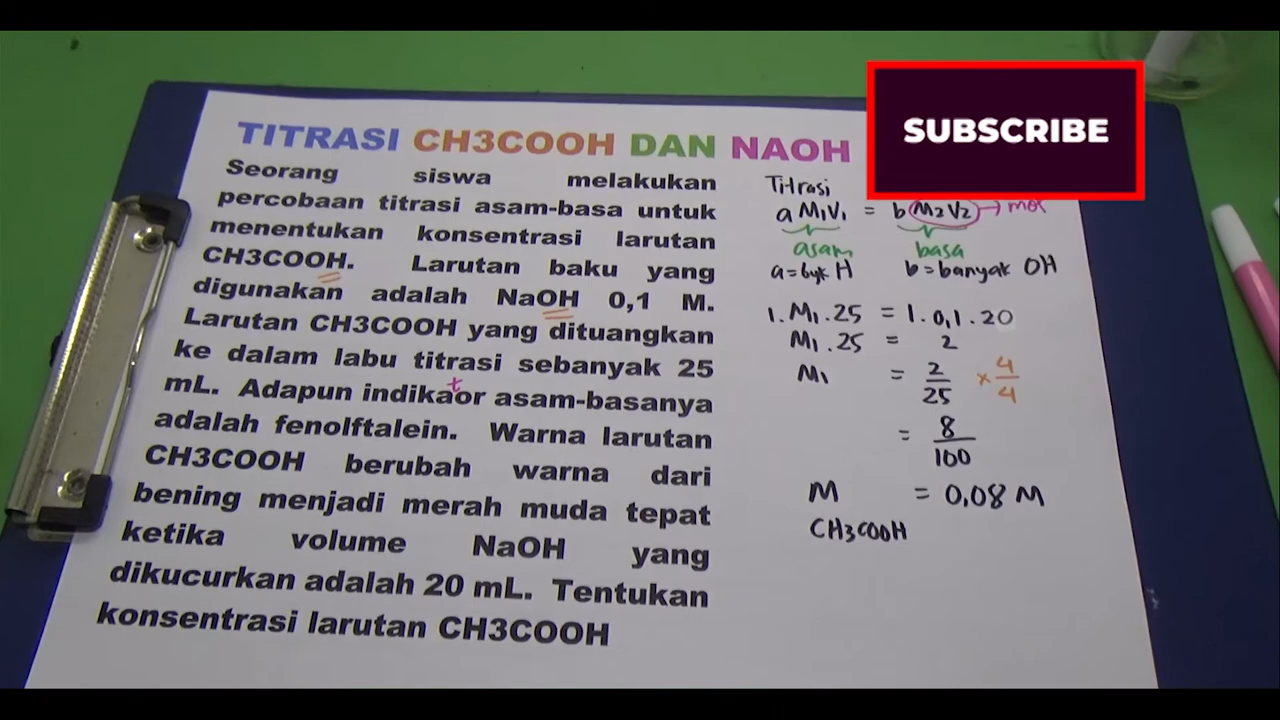 TITRASI CH3COOH DAN NAOH
Seorang siswa melakukan
percobaan titrasi asam-basa untuk
menentukan konsentrasi larutan
CH3COOH. Larutan baku yang
digunakan adalah NaOH 0,1 M.
Larutan CH3COOH yang dituangkan
ke dalam labu titrasi sebanyak 25
mL. Adapun indikaor asam-basanya
t
adalah fenolftalein. Warna larutan
CH3COOH berubah warna dari
bening menjadi merah muda tepat
ketika volume NaOH yang
dikucurkan adalah 20 mL. Tentukan
konsentrasi larutan CH3COOH
SUBSCRIBE
Titrasi
a M₁V₁ = b M₂V₂ → mol
asam basa
a = byk H b = banyak OH
1. M₁ . 25 = 1 . 0,1 . 20
M₁ . 25 = 2
M₁ = 2/25 × 4/4
= 8/100
M = 0,08 M
CH3COOH